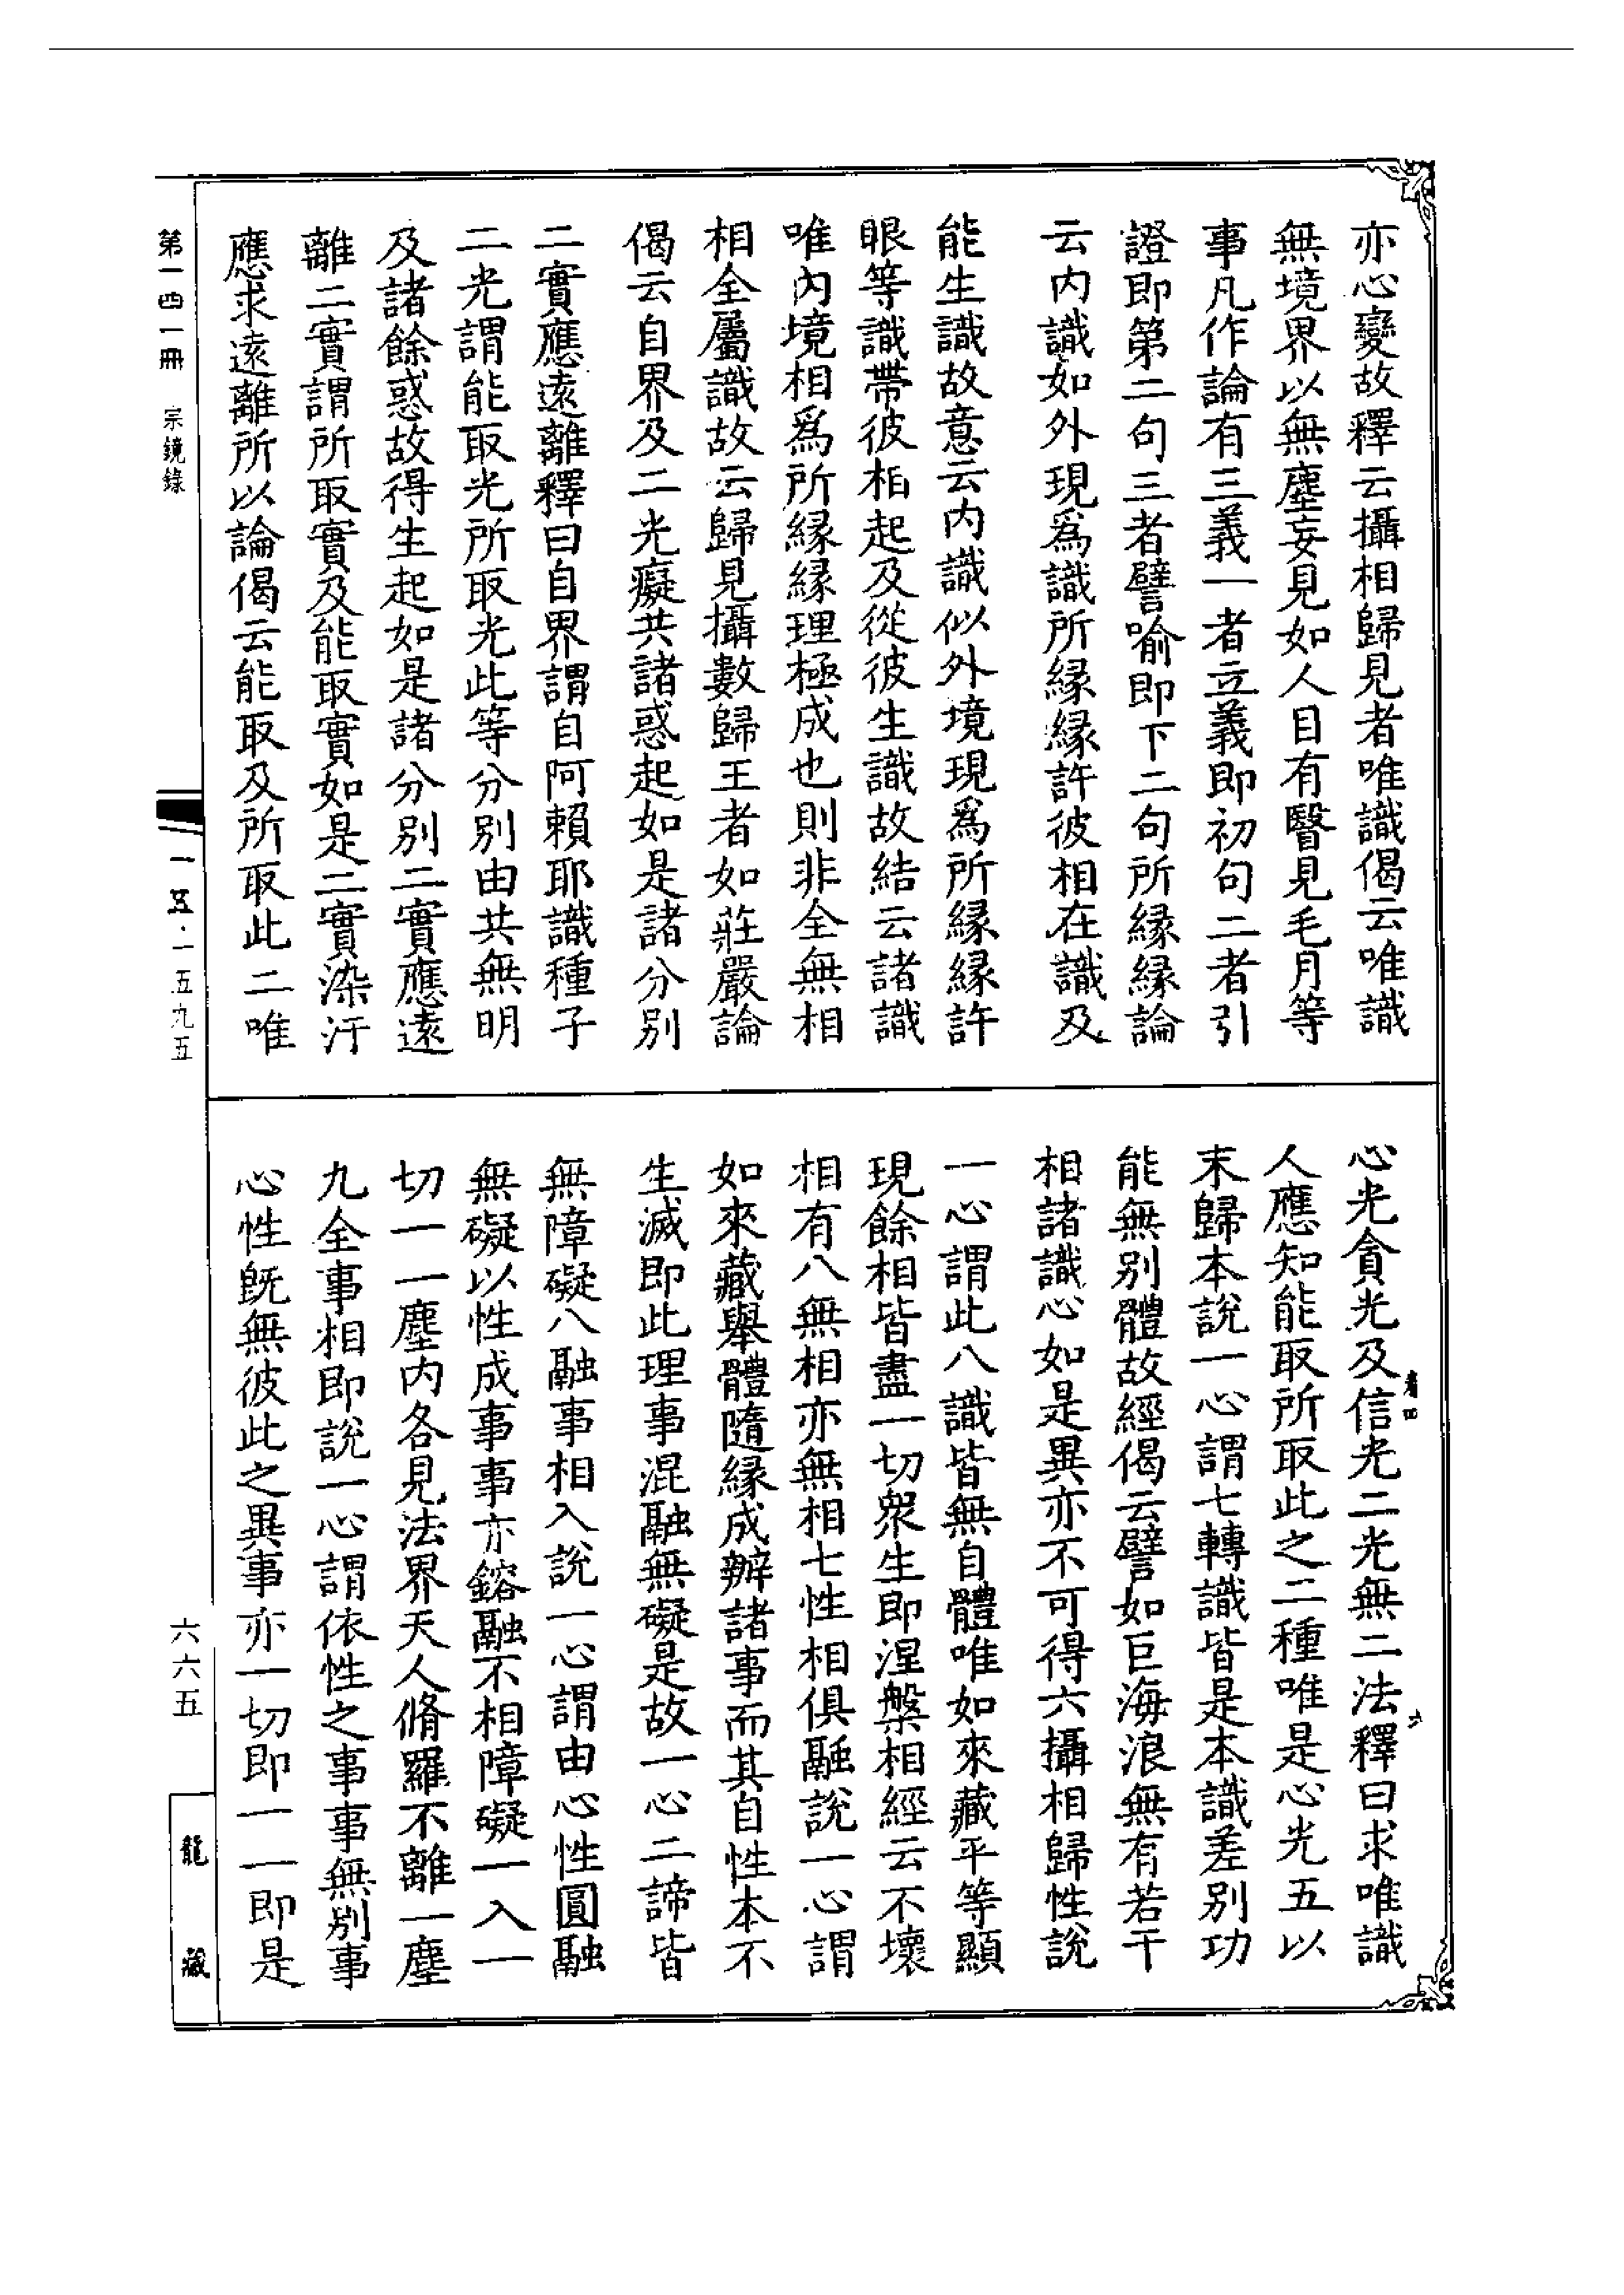 亦心變故釋云攝相歸見者唯識偈云唯識
無境界以無塵妄見如人目有瞖見毛月等
事凡作論有三義一者立義即初句二者引
證即第二句三者譬喻即下二句所緣緣論
云内識如外現爲識所緣緣許彼相在識及
能生識故意云内識似外境現爲所緣緣許
眼等識帶彼相起及從彼生識故結云諸識
唯內境相爲所緣緣理極成也則非全無相
相全屬識故云歸見攝數歸王者如莊嚴論
偈云自界及二光癡共諸惑起如是諸分別
二實應遠離釋曰自界謂自阿賴耶識種子
二光謂能取光所取光此等分別由共無明
及諸餘惑故得生起如是諸分別二實應遠
離二實謂所取實及能取實如是二實染汙
應求遠離所以論偈云能取及所取此二唯
心光貪光及信光二光無二法釋曰求唯識
人應知能取所取此之二種唯是心光五以
末歸本說一心謂七轉識皆是本識差別功
能無別體故經偈云譬如巨海浪無有若干
相諸識心如是異亦不可得六攝相歸性說
一心謂此八識皆無自體唯如來藏平等顯
現餘相皆盡一切衆生即涅槃相經云不壞
相有八無相亦無相七性相俱融說一心謂
如來藏舉體隨緣成辦諸事而其自性本不
生滅即此理事混融無礙是故一心二諦皆
無障礙八融事相入說一心謂由心性圓融
無礙以性成事事亦鎔融不相障礙一入一
切一一塵内各見法界天人脩羅不離一塵
九全事相即說一心謂依性之事事無別事
心性既無彼此之異事亦一切即一一即是
卷四
六
第一四一冊 宗鏡錄
一五·一五九五
六六五
龍藏